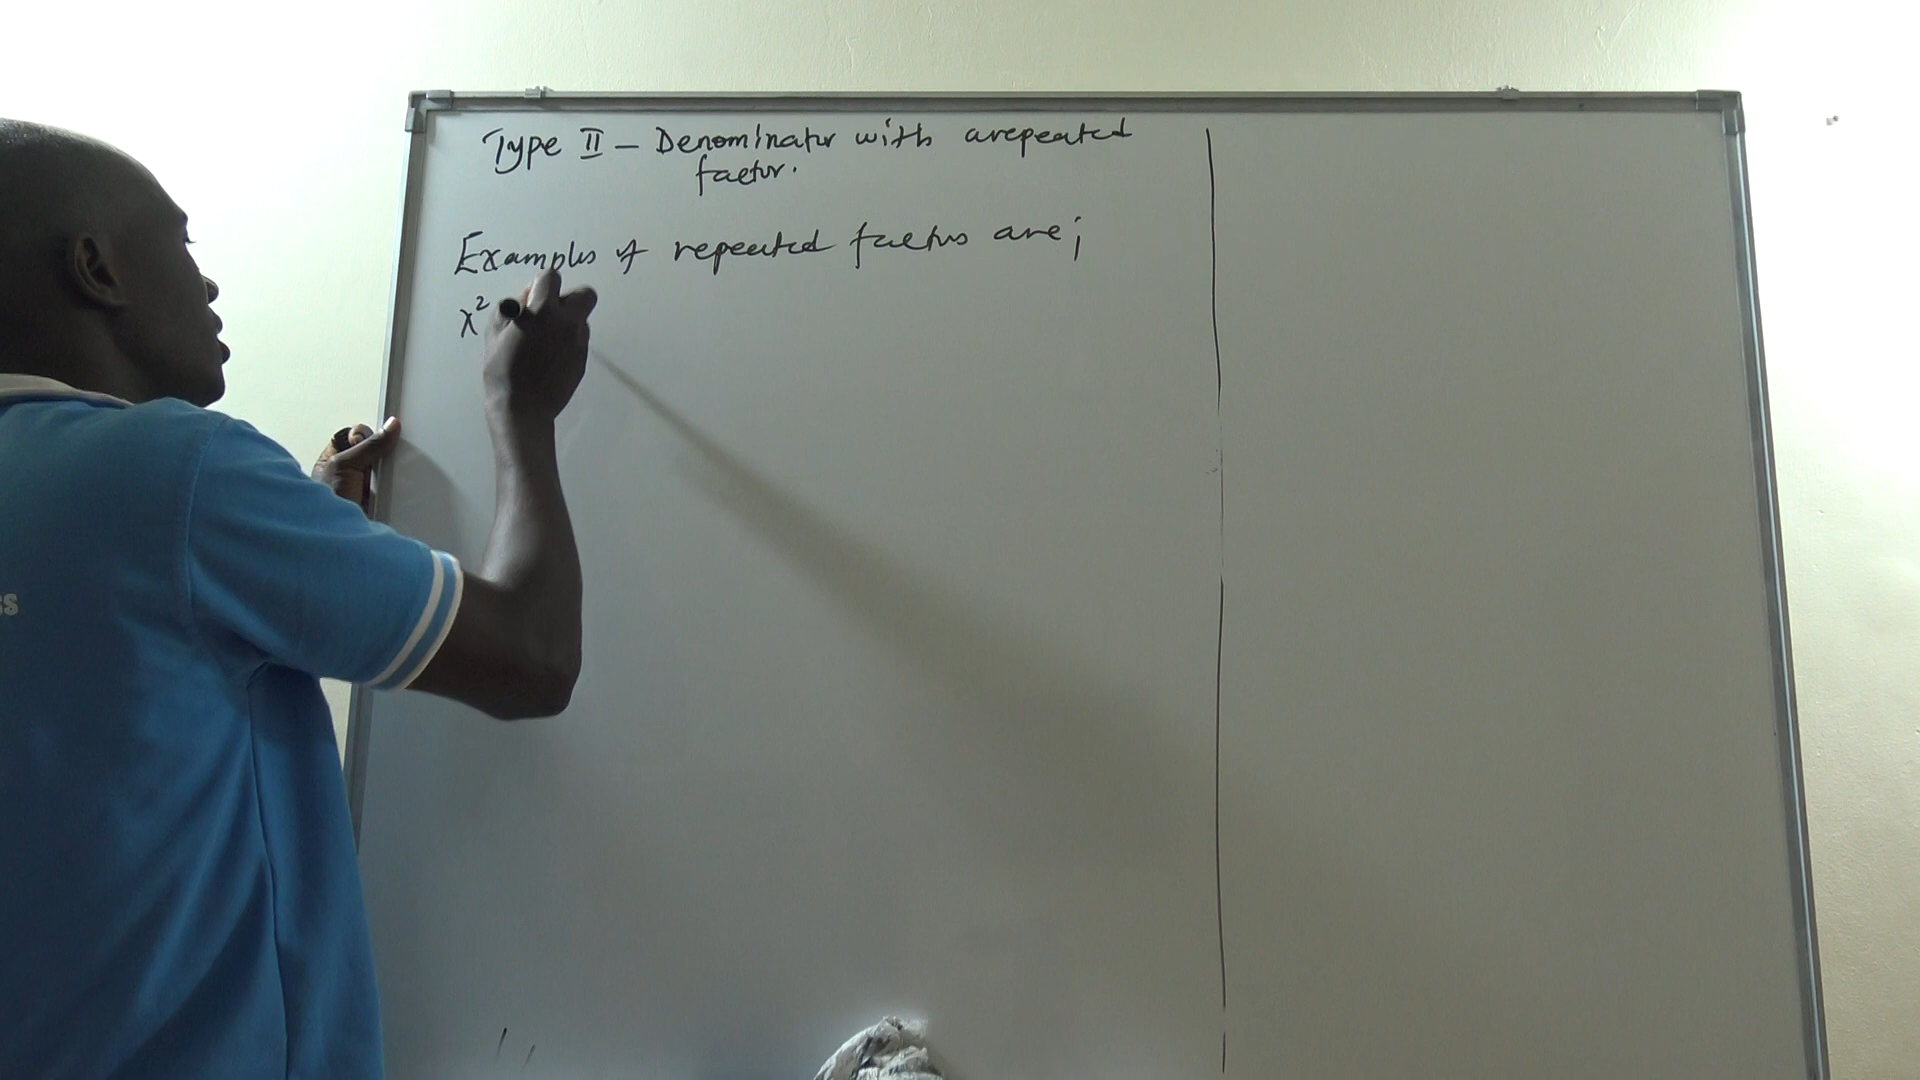 Type II – Denominator with a repeated
factor.
Examples of repeated factors are;
x²